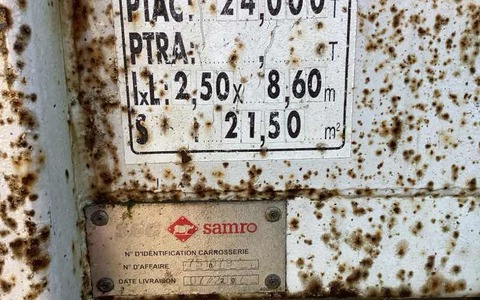 PTAC: 24,000 T
PTRA: , T
lxL: 2,50 x 8,60 m
S : 21,50 m²
samro
N° D'IDENTIFICATION CARROSSERIE
N° D'AFFAIRE
DATE LIVRAISON